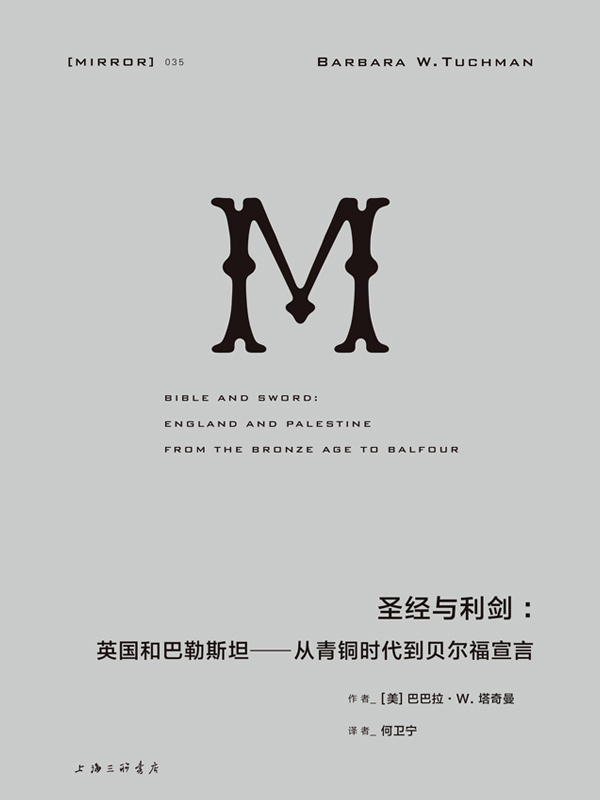 [MIRROR] 035
BARBARA W. TUCHMAN
M
BIBLE AND SWORD:
ENGLAND AND PALESTINE
FROM THE BRONZE AGE TO BALFOUR
圣经与利剑：
英国和巴勒斯坦——从青铜时代到贝尔福宣言
作者_ [美] 巴巴拉·W. 塔奇曼
译者_ 何卫宁
上海三联书店